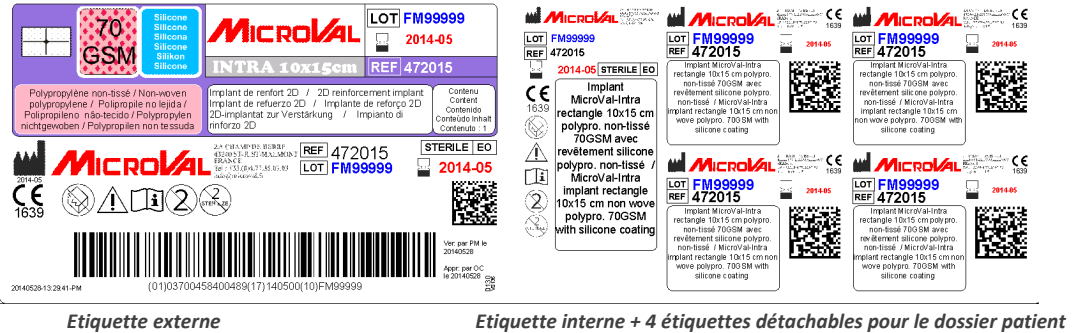 70
GSM
Silicone
Silicona
Silicona
Silicone
Silikon
Silicone
MICROVAL
INTRA 10x15cm
LOT FM99999
2014-05
REF 472015
Polipropylène non-tissé / Non-woven
polypropylene / Polipropile no lejida /
Polipropileno não-tecido / Polypropylen
nichtgewoben / Propopilen non tessuda
Implant de renfort 2D / 2D reinforcement implant
Implant de refuerzo 2D / Implante de reforço 2D
2D-implantat zur Verstärkung / Impianto di
rinforzo 2D
Contenu
Content
Contenido
Conteúdo Inhalt
Contenuto : 1
2014-05
MICROVAL
FRANCE
REF 472015
LOT FM99999
STERILE EO
2014-05
CE
1639
2
2
Ver. par PM le
20140528
Appr. par OC
le 20140528
20140528-13:29:41-PM
(01)03700458400489(17)140500(10)FM99999
MICROVAL
LOT FM99999
REF 472015
2014-05 STERILE EO
CE
1639
2
2
Implant
MicroVal-Intra
rectangle 10x15 cm
polypro. non-tissé
70GSM avec
revêtement silicone
polypro. non-tissé /
MicroVal-Intra
implant rectangle
10x15 cm non wove
polypro. 70GSM
with silicone coating
MICROVAL
CE
1639
LOT FM99999
REF 472015
2014-05
Implant MicroVal-Intra
rectangle 10x15 cm polypro.
non-tissé 70GSM avec
revêtement silicone polypro.
non-tissé / MicroVal-Intra
implant rectangle 10x15 cm non
wove polypro. 70GSM with
silicone coating
MICROVAL
CE
1639
LOT FM99999
REF 472015
2014-05
Implant MicroVal-Intra
rectangle 10x15 cm polypro.
non-tissé 70GSM avec
revêtement silicone polypro.
non-tissé / MicroVal-Intra
implant rectangle 10x15 cm
non wove polypro. 70GSM with
silicone coating
MICROVAL
CE
1639
LOT FM99999
REF 472015
2014-05
Implant MicroVal-Intra
rectangle 10x15 cm polypro.
non-tissé 70GSM avec
revêtement silicone polypro.
non-tissé / MicroVal-Intra
implant rectangle 10x15 cm non
wove polypro. 70GSM with
silicone coating
MICROVAL
CE
1639
LOT FM99999
REF 472015
2014-05
Implant MicroVal-Intra
rectangle 10x15 cm polypro.
non-tissé 70GSM avec
revêtement silicone polypro.
non-tissé / MicroVal-Intra
implant rectangle 10x15 cm non
wove polypro. 70GSM with
silicone coating
Etiquette externe
Etiquette interne + 4 étiquettes détachables pour le dossier patient